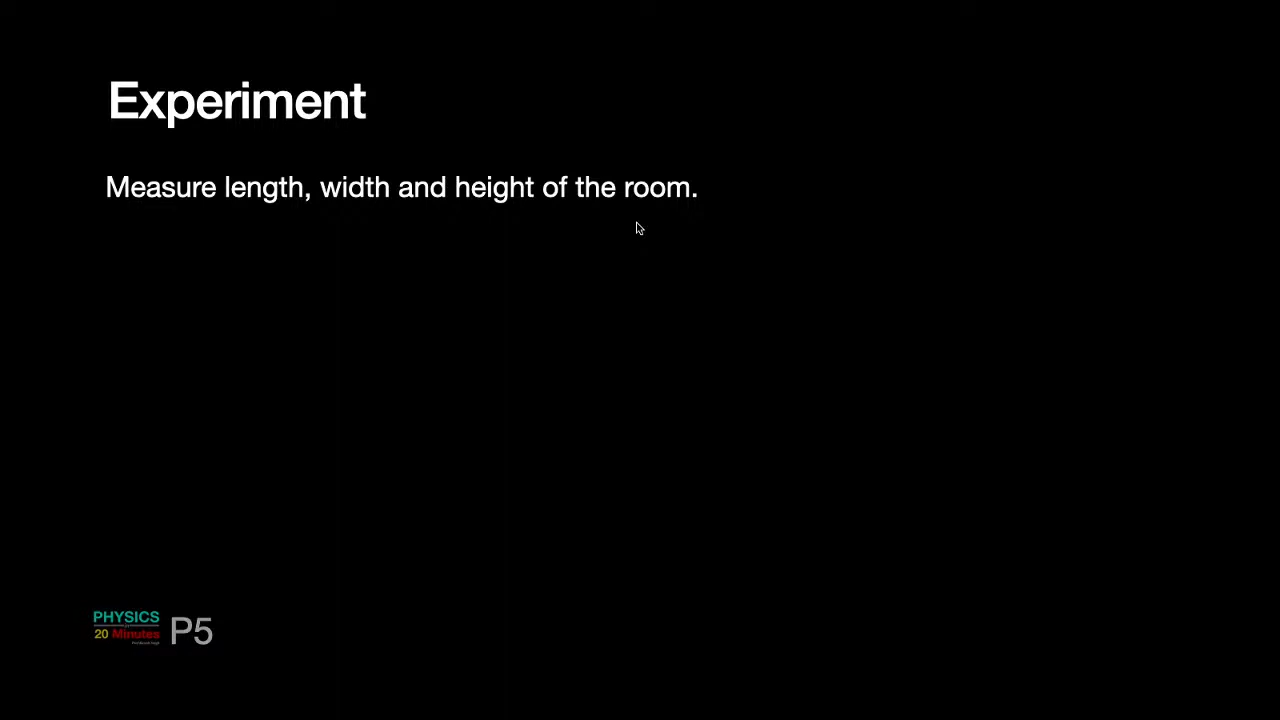 Experiment
Measure length, width and height of the room.
PHYSICS
20 Minutes
P5